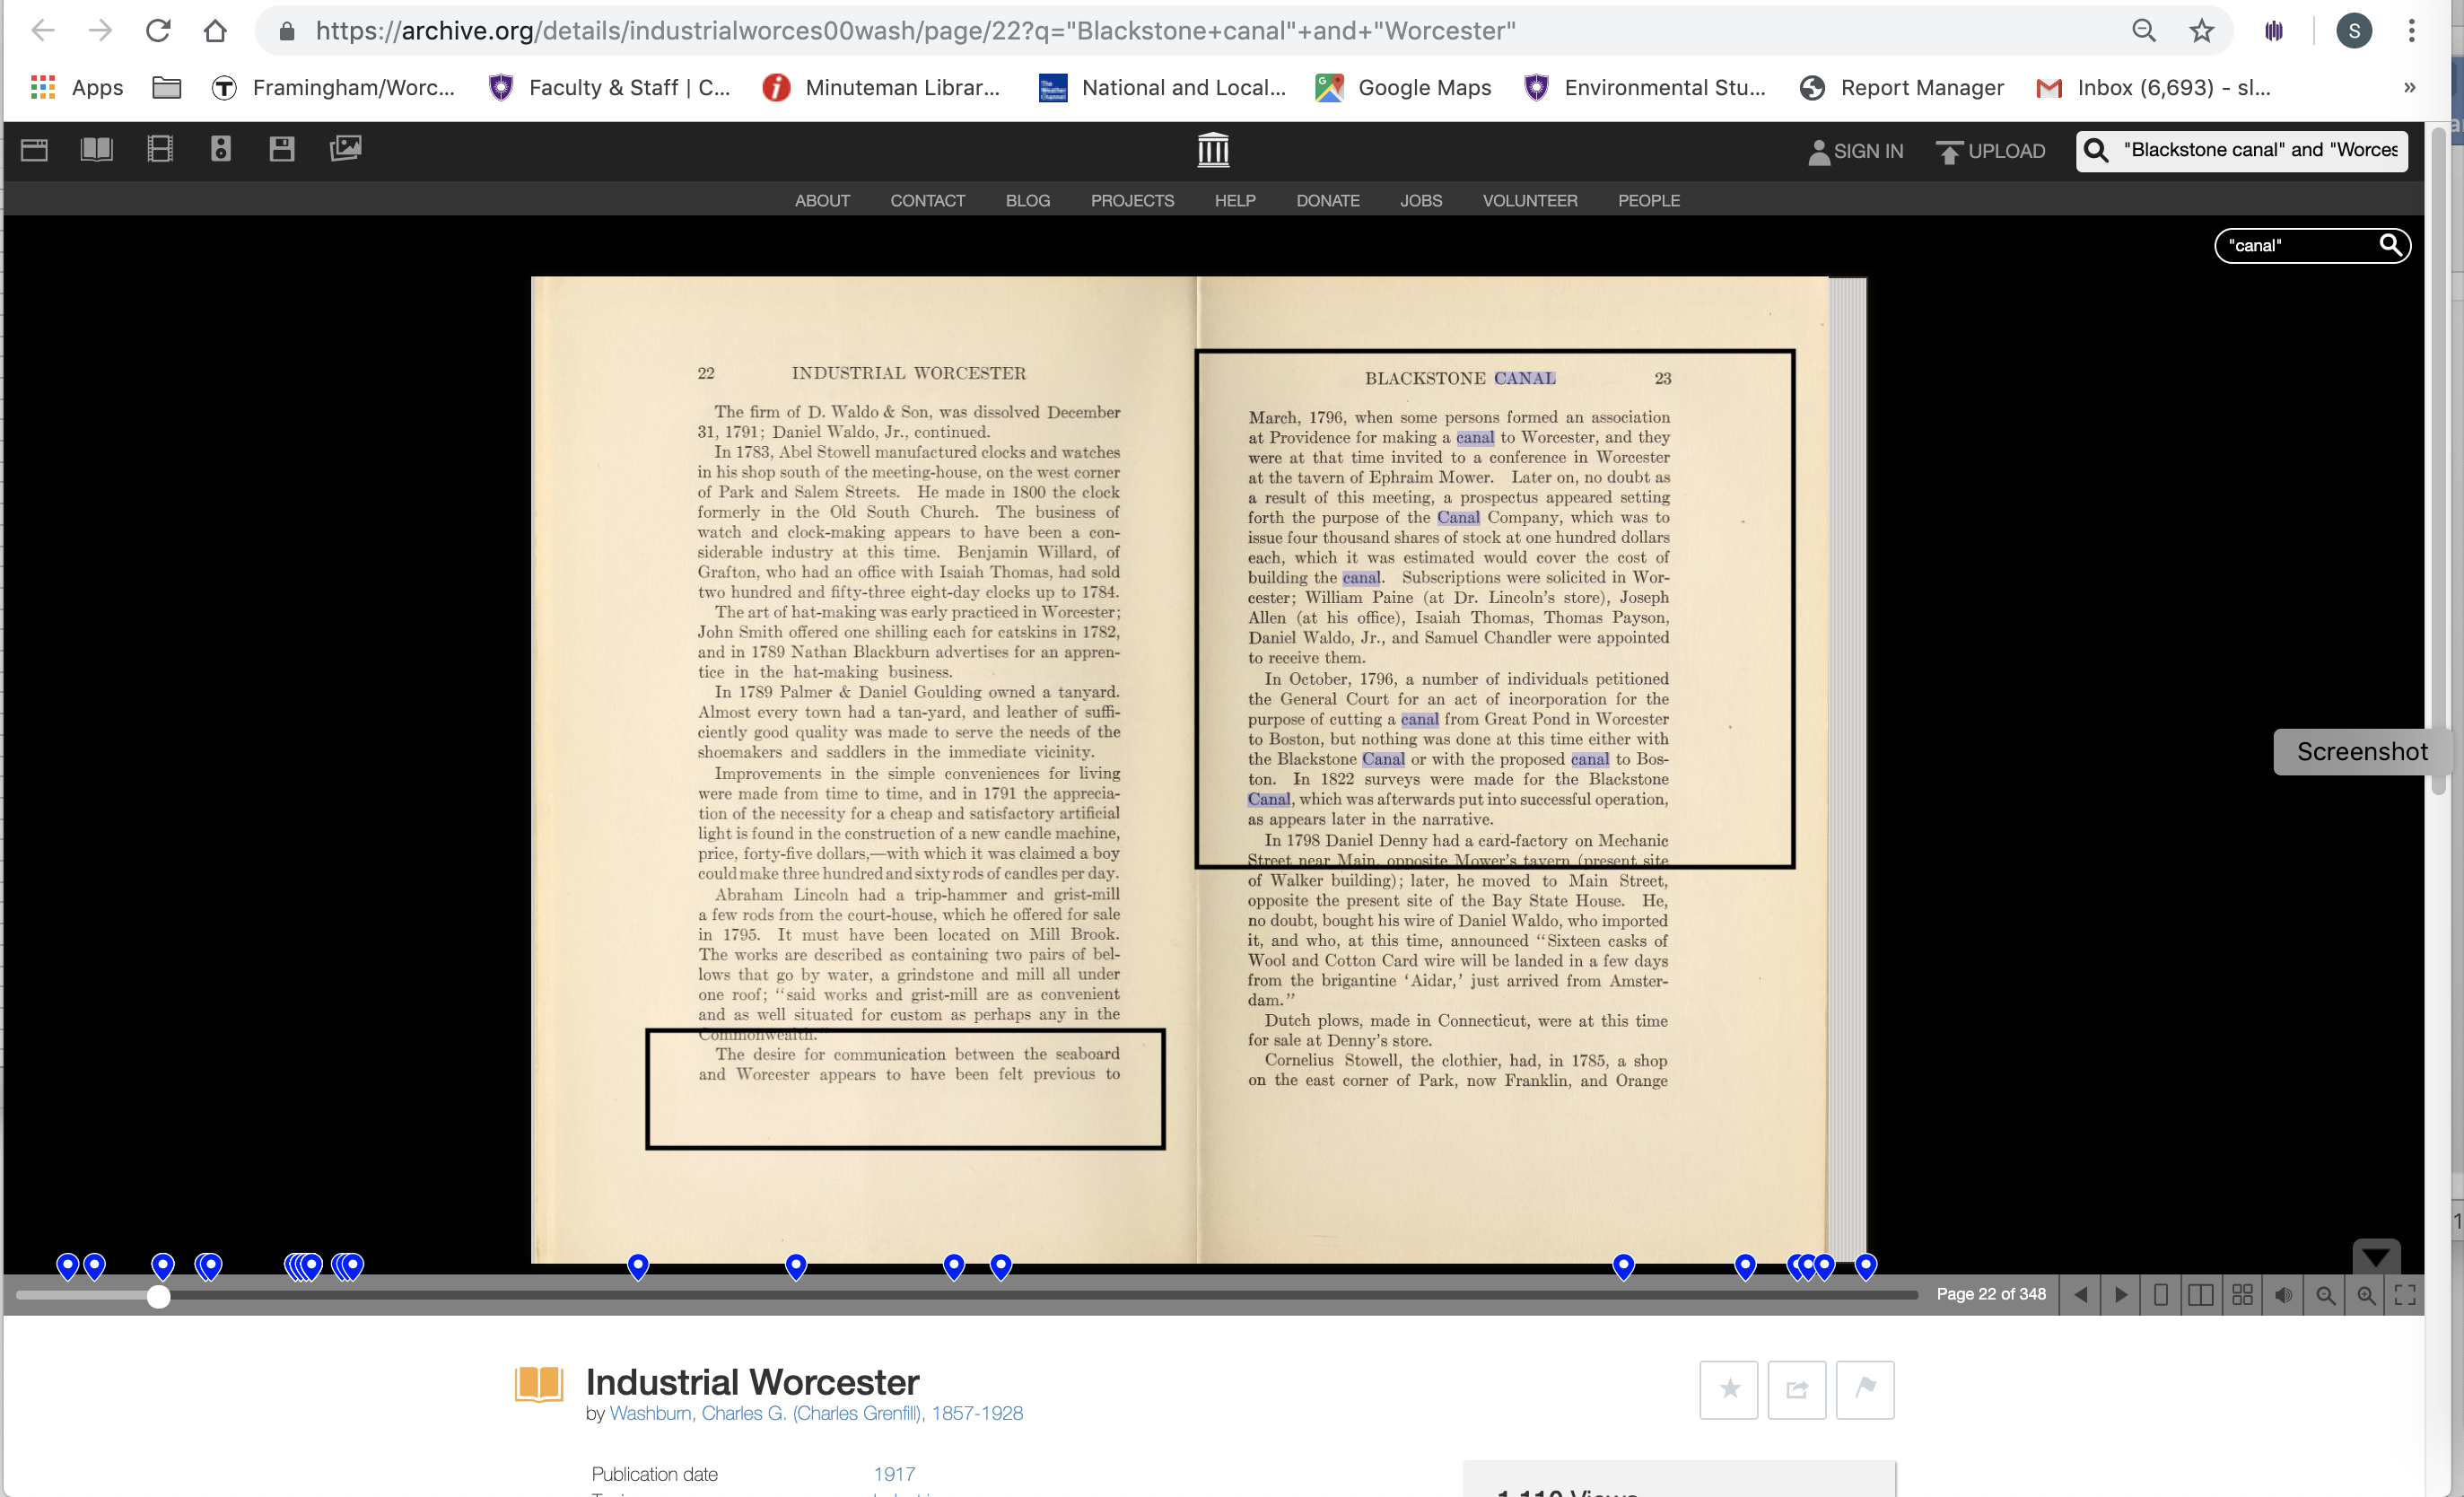 https://archive.org/details/industrialworces00wash/page/22?q="Blackstone+canal"+and+"Worcester"
S
Apps
Framingham/Worc...
Faculty & Staff | C...
Minuteman Librar...
National and Local...
Google Maps
Environmental Stu...
Report Manager
Inbox (6,693) - sl...
»
SIGN IN
UPLOAD
"Blackstone canal" and "Worces
ABOUT
CONTACT
BLOG
PROJECTS
HELP
DONATE
JOBS
VOLUNTEER
PEOPLE
"canal"
22 INDUSTRIAL WORCESTER
The firm of D. Waldo & Son, was dissolved December
31, 1791; Daniel Waldo, Jr., continued.
In 1783, Abel Stowell manufactured clocks and watches
in his shop south of the meeting-house, on the west corner
of Park and Salem Streets. He made in 1800 the clock
formerly in the Old South Church. The business of
watch and clock-making appears to have been a con-
siderable industry at this time. Benjamin Willard, of
Grafton, who had an office with Isaiah Thomas, had sold
two hundred and fifty-three eight-day clocks up to 1784.
The art of hat-making was early practiced in Worcester;
John Smith offered one shilling each for catskins in 1782,
and in 1789 Nathan Blackburn advertises for an appren-
tice in the hat-making business.
In 1789 Palmer & Daniel Goulding owned a tanyard.
Almost every town had a tan-yard, and leather of suffi-
ciently good quality was made to serve the needs of the
shoemakers and saddlers in the immediate vicinity.
Improvements in the simple conveniences for living
were made from time to time, and in 1791 the apprecia-
tion of the necessity for a cheap and satisfactory artificial
light is found in the construction of a new candle machine,
price, forty-five dollars,—with which it was claimed a boy
could make three hundred and sixty rods of candles per day.
Abraham Lincoln had a trip-hammer and grist-mill
a few rods from the court-house, which he offered for sale
in 1795. It must have been located on Mill Brook.
The works are described as containing two pairs of bel-
lows that go by water, a grindstone and mill all under
one roof; "said works and grist-mill are as convenient
and as well situated for custom as perhaps any in the
Commonwealth."
The desire for communication between the seaboard
and Worcester appears to have been felt previous to
BLACKSTONE CANAL 23
March, 1796, when some persons formed an association
at Providence for making a canal to Worcester, and they
were at that time invited to a conference in Worcester
at the tavern of Ephraim Mower. Later on, no doubt as
a result of this meeting, a prospectus appeared setting
forth the purpose of the Canal Company, which was to
issue four thousand shares of stock at one hundred dollars
each, which it was estimated would cover the cost of
building the canal. Subscriptions were solicited in Wor-
cester; William Paine (at Dr. Lincoln's store), Joseph
Allen (at his office), Isaiah Thomas, Thomas Payson,
Daniel Waldo, Jr., and Samuel Chandler were appointed
to receive them.
In October, 1796, a number of individuals petitioned
the General Court for an act of incorporation for the
purpose of cutting a canal from Great Pond in Worcester
to Boston, but nothing was done at this time either with
the Blackstone Canal or with the proposed canal to Bos-
ton. In 1822 surveys were made for the Blackstone
Canal, which was afterwards put into successful operation,
as appears later in the narrative.
In 1798 Daniel Denny had a card-factory on Mechanic
Street near Main, opposite Mower's tavern (present site
of Walker building); later, he moved to Main Street,
opposite the present site of the Bay State House. He,
no doubt, bought his wire of Daniel Waldo, who imported
it, and who, at this time, announced "Sixteen casks of
Wool and Cotton Card wire will be landed in a few days
from the brigantine 'Aidar,' just arrived from Amster-
dam."
Dutch plows, made in Connecticut, were at this time
for sale at Denny's store.
Cornelius Stowell, the clothier, had, in 1785, a shop
on the east corner of Park, now Franklin, and Orange
Screenshot
Page 22 of 348
Industrial Worcester
by Washburn, Charles G. (Charles Grenfill), 1857-1928
Publication date 1917
1,110 Views